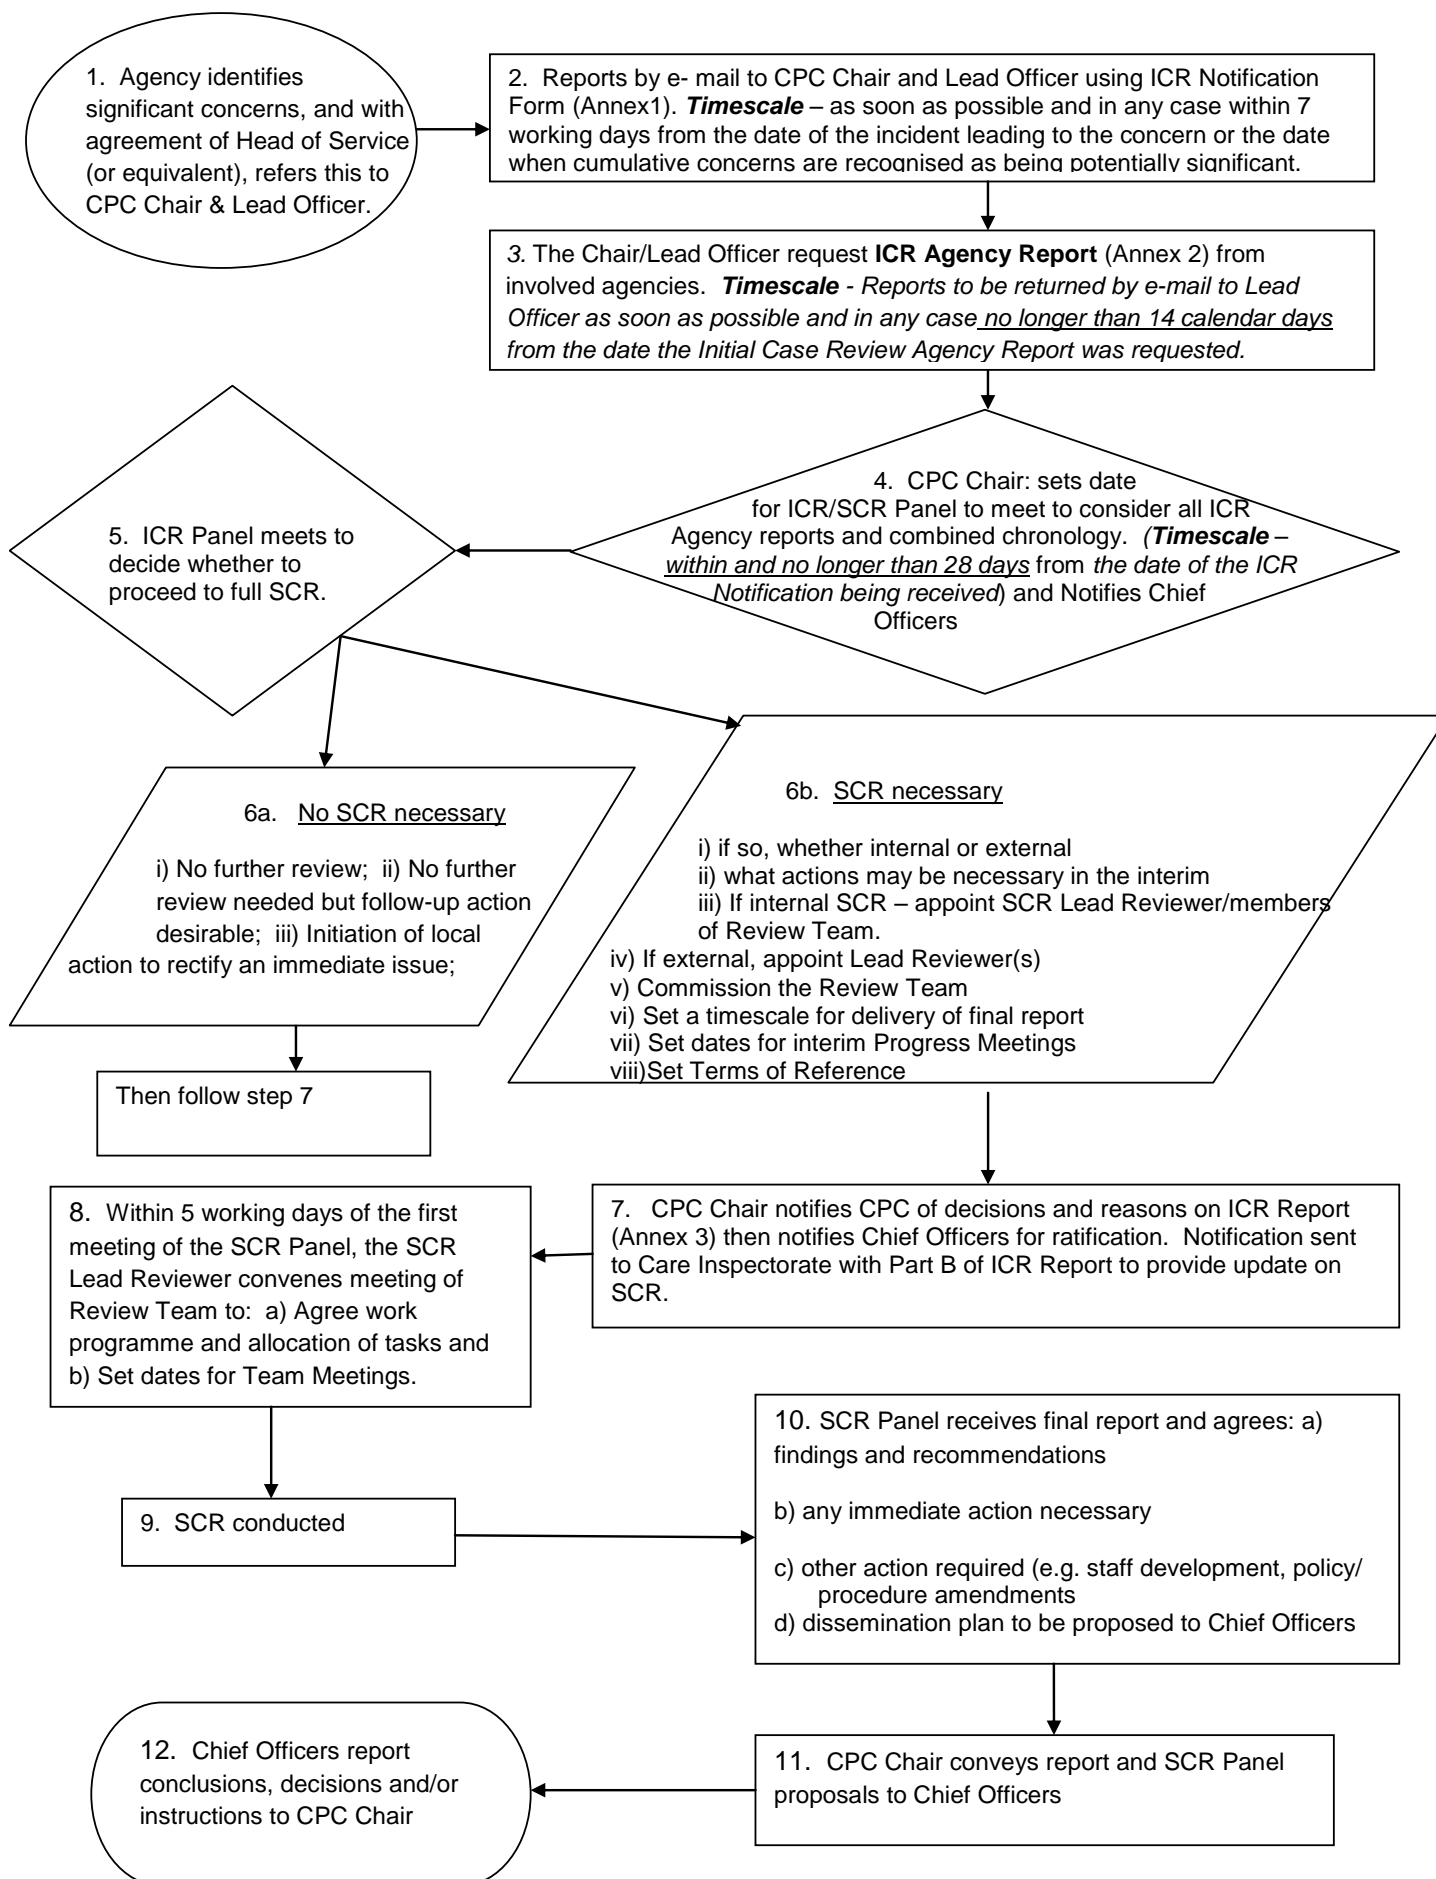 1. Agency identifies
significant concerns, and with
agreement of Head of Service
(or equivalent), refers this to
CPC Chair & Lead Officer.
2. Reports by e- mail to CPC Chair and Lead Officer using ICR Notification
Form (Annex1). Timescale – as soon as possible and in any case within 7
working days from the date of the incident leading to the concern or the date
when cumulative concerns are recognised as being potentially significant.
3. The Chair/Lead Officer request ICR Agency Report (Annex 2) from
involved agencies. Timescale - Reports to be returned by e-mail to Lead
Officer as soon as possible and in any case no longer than 14 calendar days
from the date the Initial Case Review Agency Report was requested.
4. CPC Chair: sets date
for ICR/SCR Panel to meet to consider all ICR
Agency reports and combined chronology. (Timescale –
within and no longer than 28 days from the date of the ICR
Notification being received) and Notifies Chief
Officers
5. ICR Panel meets to
decide whether to
proceed to full SCR.
6a. No SCR necessary
i) No further review; ii) No further
review needed but follow-up action
desirable; iii) Initiation of local
action to rectify an immediate issue;
Then follow step 7
6b. SCR necessary
i) if so, whether internal or external
ii) what actions may be necessary in the interim
iii) If internal SCR – appoint SCR Lead Reviewer/members
of Review Team.
iv) If external, appoint Lead Reviewer(s)
v) Commission the Review Team
vi) Set a timescale for delivery of final report
vii) Set dates for interim Progress Meetings
viii)Set Terms of Reference
7. CPC Chair notifies CPC of decisions and reasons on ICR Report
(Annex 3) then notifies Chief Officers for ratification. Notification sent
to Care Inspectorate with Part B of ICR Report to provide update on
SCR.
8. Within 5 working days of the first
meeting of the SCR Panel, the SCR
Lead Reviewer convenes meeting of
Review Team to: a) Agree work
programme and allocation of tasks and
b) Set dates for Team Meetings.
9. SCR conducted
10. SCR Panel receives final report and agrees: a)
findings and recommendations
b) any immediate action necessary
c) other action required (e.g. staff development, policy/
procedure amendments
d) dissemination plan to be proposed to Chief Officers
11. CPC Chair conveys report and SCR Panel
proposals to Chief Officers
12. Chief Officers report
conclusions, decisions and/or
instructions to CPC Chair